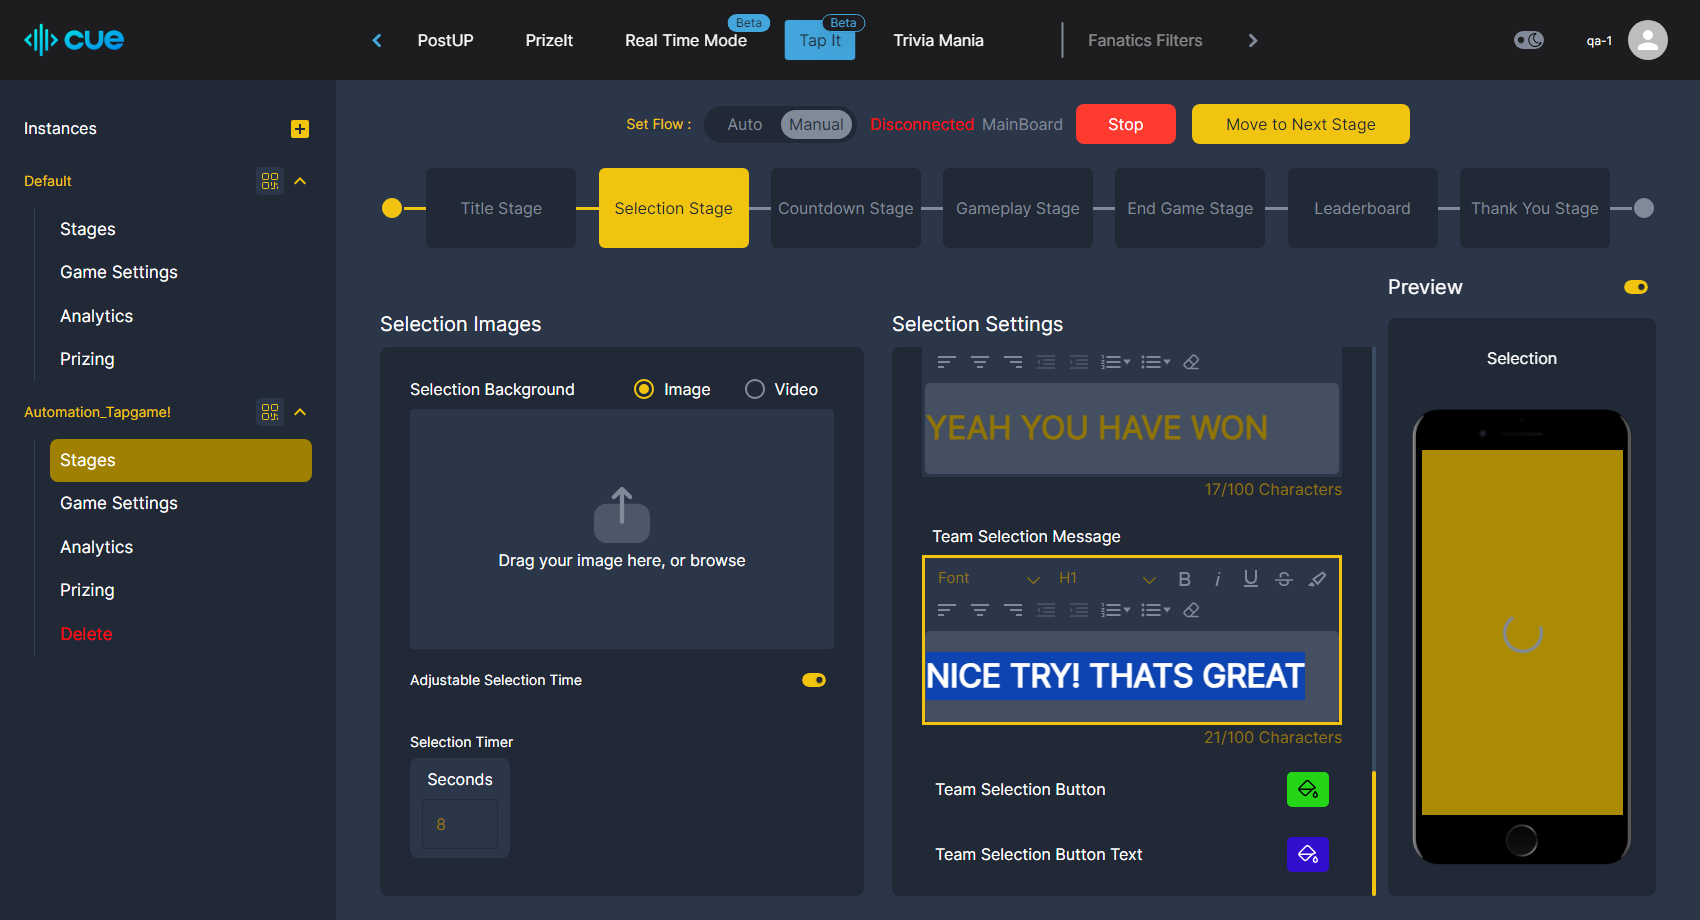 cue
PostUP
PrizeIt
Real Time Mode
Beta
Tap It
Beta
Trivia Mania
Fanatics Filters
qa-1
Instances
Default
Stages
Game Settings
Analytics
Prizing
Automation_Tapgame!
Stages
Game Settings
Analytics
Prizing
Delete
Set Flow :
Auto
Manual
Disconnected MainBoard
Stop
Move to Next Stage
Title Stage
Selection Stage
Countdown Stage
Gameplay Stage
End Game Stage
Leaderboard
Thank You Stage
Selection Images
Selection Background
Image
Video
Drag your image here, or browse
Adjustable Selection Time
Selection Timer
Seconds
8
Selection Settings
YEAH YOU HAVE WON
17/100 Characters
Team Selection Message
Font
H1
B
i
U
S
NICE TRY! THATS GREAT
21/100 Characters
Team Selection Button
Team Selection Button Text
Preview
Selection